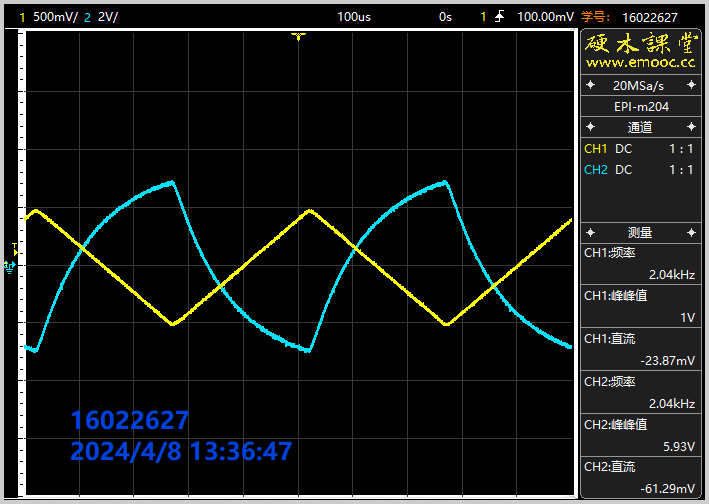 1 500mV/ 2 2V/ 100us 0s 1 100.00mV 学号: 16022627
硬木課堂
www.emooc.cc
20MSa/s
EPI-m204
通道
CH1 DC 1 : 1
CH2 DC 1 : 1
测量
CH1:频率
2.04kHz
CH1:峰峰值
1V
CH1:直流
-23.87mV
CH2:频率
2.04kHz
CH2:峰峰值
5.93V
CH2:直流
-61.29mV
T
16022627
2024/4/8 13:36:47